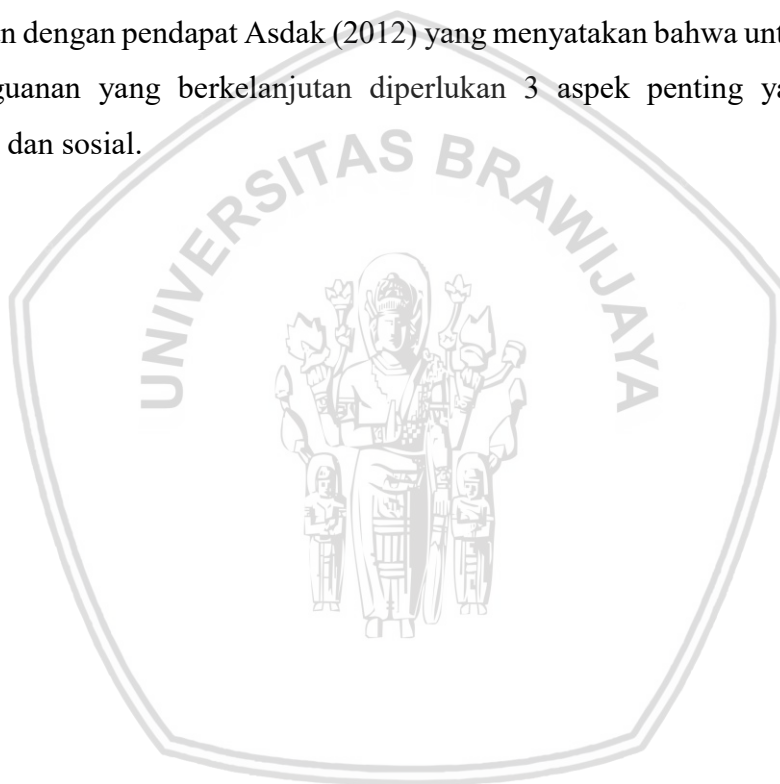 n dengan pendapat Asdak (2012) yang menyatakan bahwa unt
guanan yang berkelanjutan diperlukan 3 aspek penting ya
dan sosial.
UNIVERSITAS BRAWIJAYA